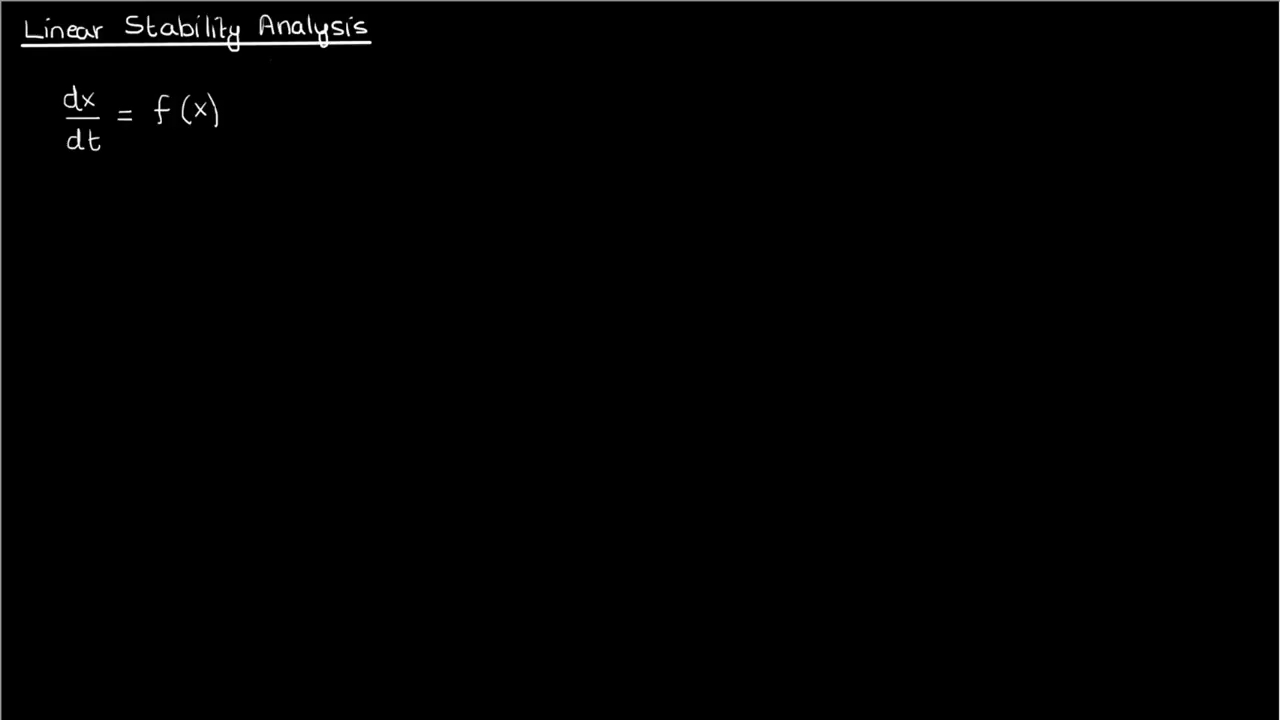 Linear Stability Analysis
dx/dt = f(x)